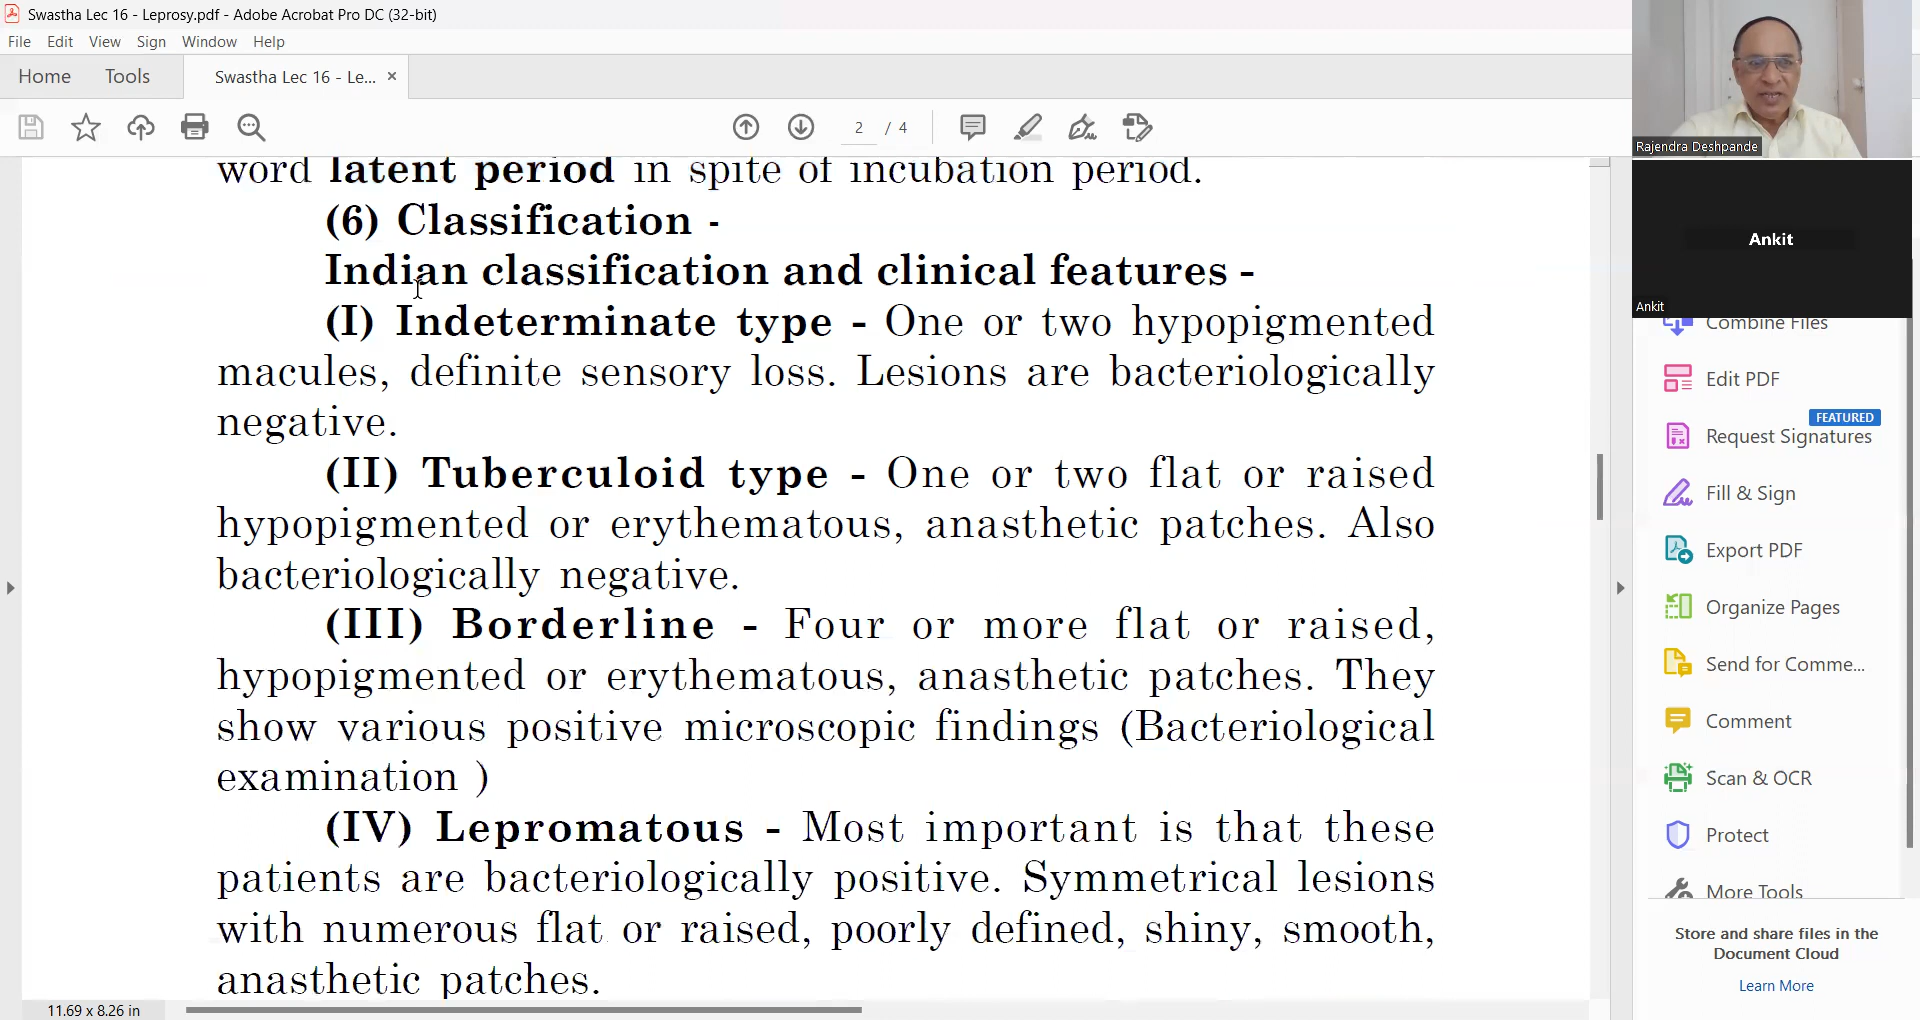 Swastha Lec 16 - Leprosy.pdf - Adobe Acrobat Pro DC (32-bit)
File Edit View Sign Window Help
Home Tools Swastha Lec 16 - Le... ×
2 / 4
word latent period in spite of incubation period.
(6) Classification -
Indian classification and clinical features -
(I) Indeterminate type - One or two hypopigmented
macules, definite sensory loss. Lesions are bacteriologically
negative.
(II) Tuberculoid type - One or two flat or raised
hypopigmented or erythematous, anasthetic patches. Also
bacteriologically negative.
(III) Borderline - Four or more flat or raised,
hypopigmented or erythematous, anasthetic patches. They
show various positive microscopic findings (Bacteriological
examination )
(IV) Lepromatous - Most important is that these
patients are bacteriologically positive. Symmetrical lesions
with numerous flat or raised, poorly defined, shiny, smooth,
anasthetic patches.
11.69 x 8.26 in
Rajendra Deshpande
Ankit
Ankit
Combine Files
Edit PDF
FEATURED
Request Signatures
Fill & Sign
Export PDF
Organize Pages
Send for Comme...
Comment
Scan & OCR
Protect
More Tools
Store and share files in the
Document Cloud
Learn More